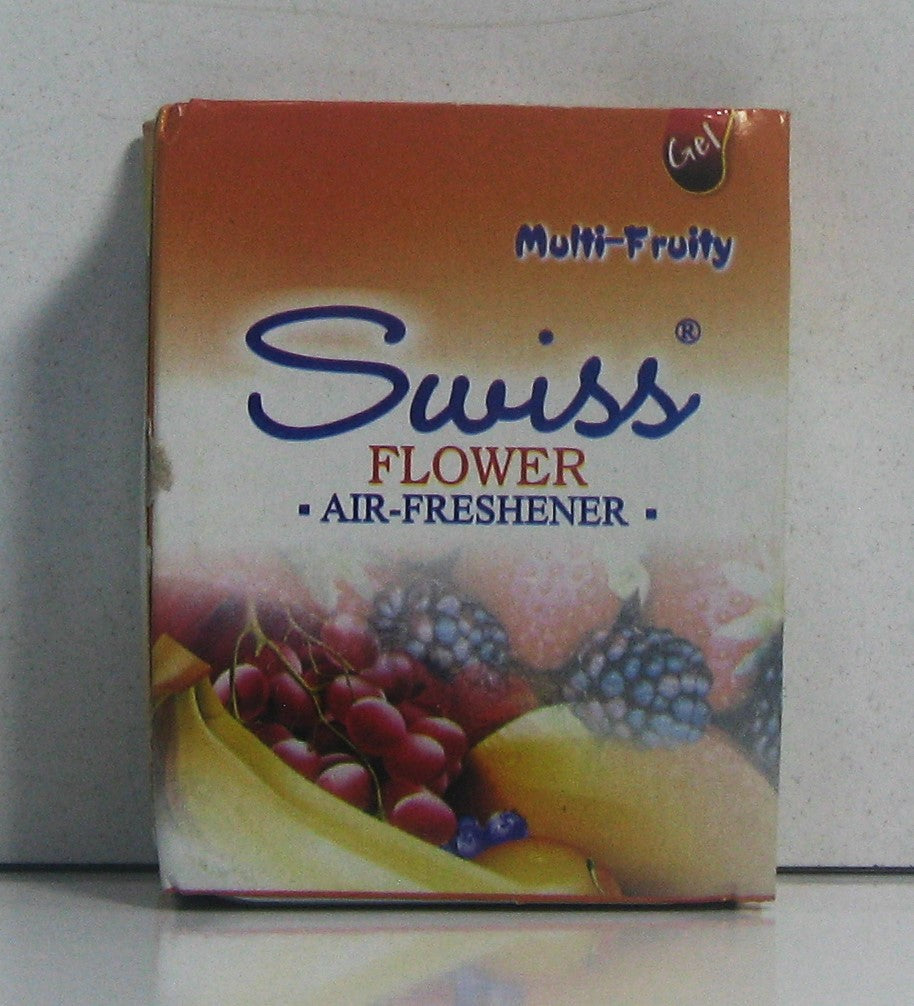 Gel
Multi-Fruity
Swiss®
FLOWER
▪ AIR-FRESHENER ▪